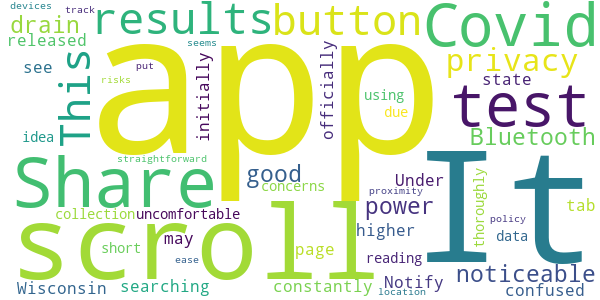 devices track
drain results button Covid
released seems
see put app initially officially privacy
This risks state
using test
idea due
Bluetooth
straightforward
Share good concerns Under proximity It thoroughly
collection uncomfortable power policy tab
scroll may higher data
short page reading
ease Notify noticeable
Wisconsin searching constantly location confused